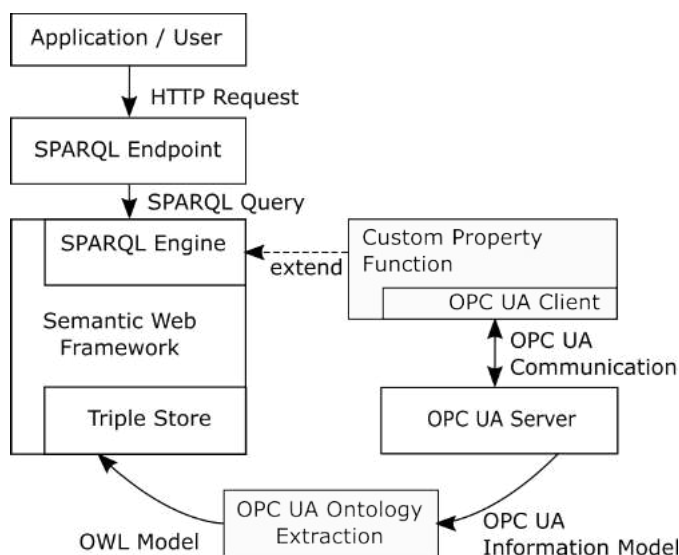 Application / User
HTTP Request
SPARQL Endpoint
SPARQL Query
SPARQL Engine
Custom Property
Function
extend
OPC UA Client
Semantic Web
Framework
OPC UA
Communication
Triple Store
OPC UA Server
OPC UA Ontology
Extraction
OWL Model
OPC UA
Information Model